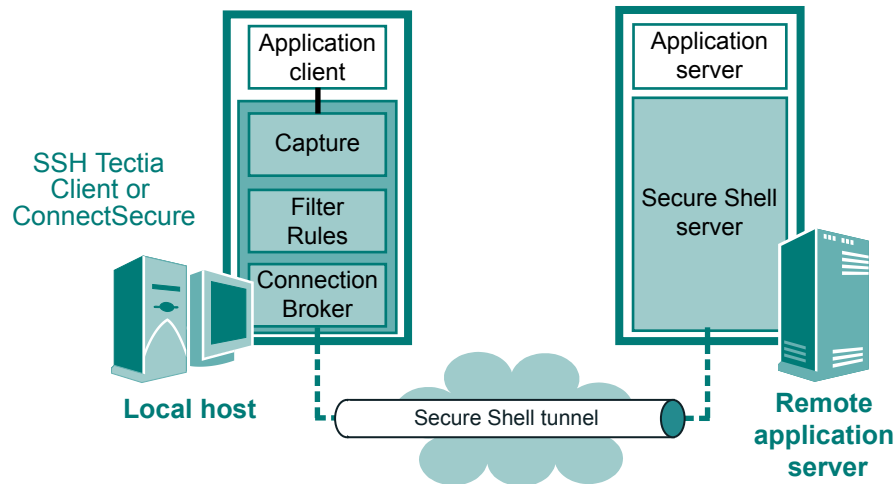 Application
client
Capture
Filter
Rules
Connection
Broker
SSH Tectia
Client or
ConnectSecure
Local host
Application
server
Secure Shell
server
Secure Shell tunnel
Remote
application
server